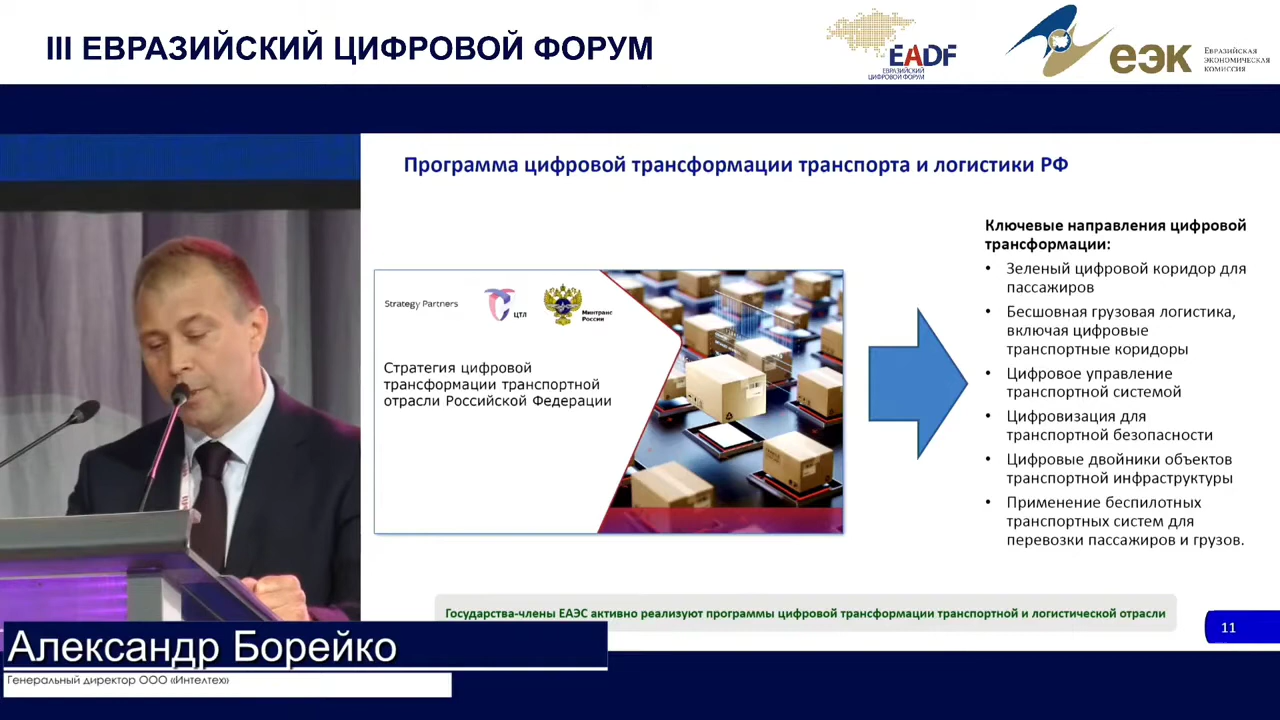 III ЕВРАЗИЙСКИЙ ЦИФРОВОЙ ФОРУМ
EADF
ЕВРАЗИЙСКИЙ
ЦИФРОВОЙ ФОРУМ
еэк
ЕВРАЗИЙСКАЯ
ЭКОНОМИЧЕСКАЯ
КОМИССИЯ
Программа цифровой трансформации транспорта и логистики РФ
Strategy Partners
ЦТЛ
Минтранс
России
Стратегия цифровой
трансформации транспортной
отрасли Российской Федерации
Ключевые направления цифровой
трансформации:
• Зеленый цифровой коридор для
пассажиров
• Бесшовная грузовая логистика,
включая цифровые
транспортные коридоры
• Цифровое управление
транспортной системой
• Цифровизация для
транспортной безопасности
• Цифровые двойники объектов
транспортной инфраструктуры
• Применение беспилотных
транспортных систем для
перевозки пассажиров и грузов.
Государства-члены ЕАЭС активно реализуют программы цифровой трансформации транспортной и логистической отрасли
11
Александр Борейко
Генеральный директор ООО «Интелтех»